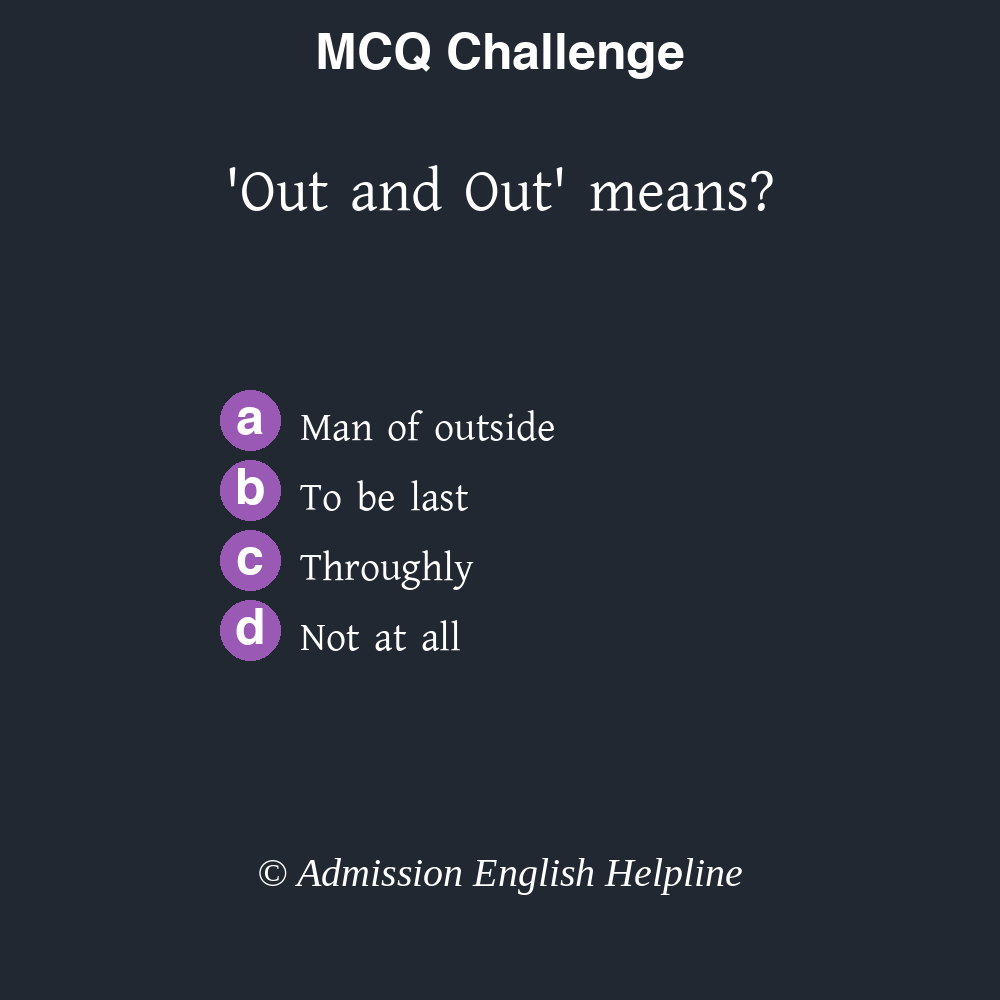 MCQ Challenge
'Out and Out' means?
a Man of outside
b To be last
c Throughly
d Not at all
© Admission English Helpline